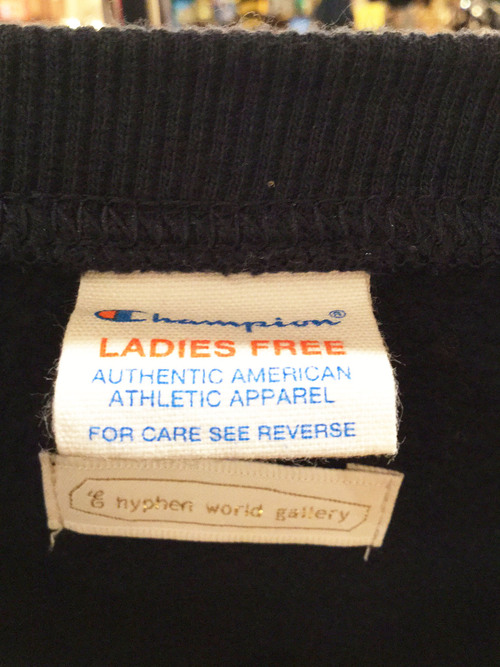 Champion®
LADIES FREE
AUTHENTIC AMERICAN
ATHLETIC APPAREL
FOR CARE SEE REVERSE
E hyphen world gallery